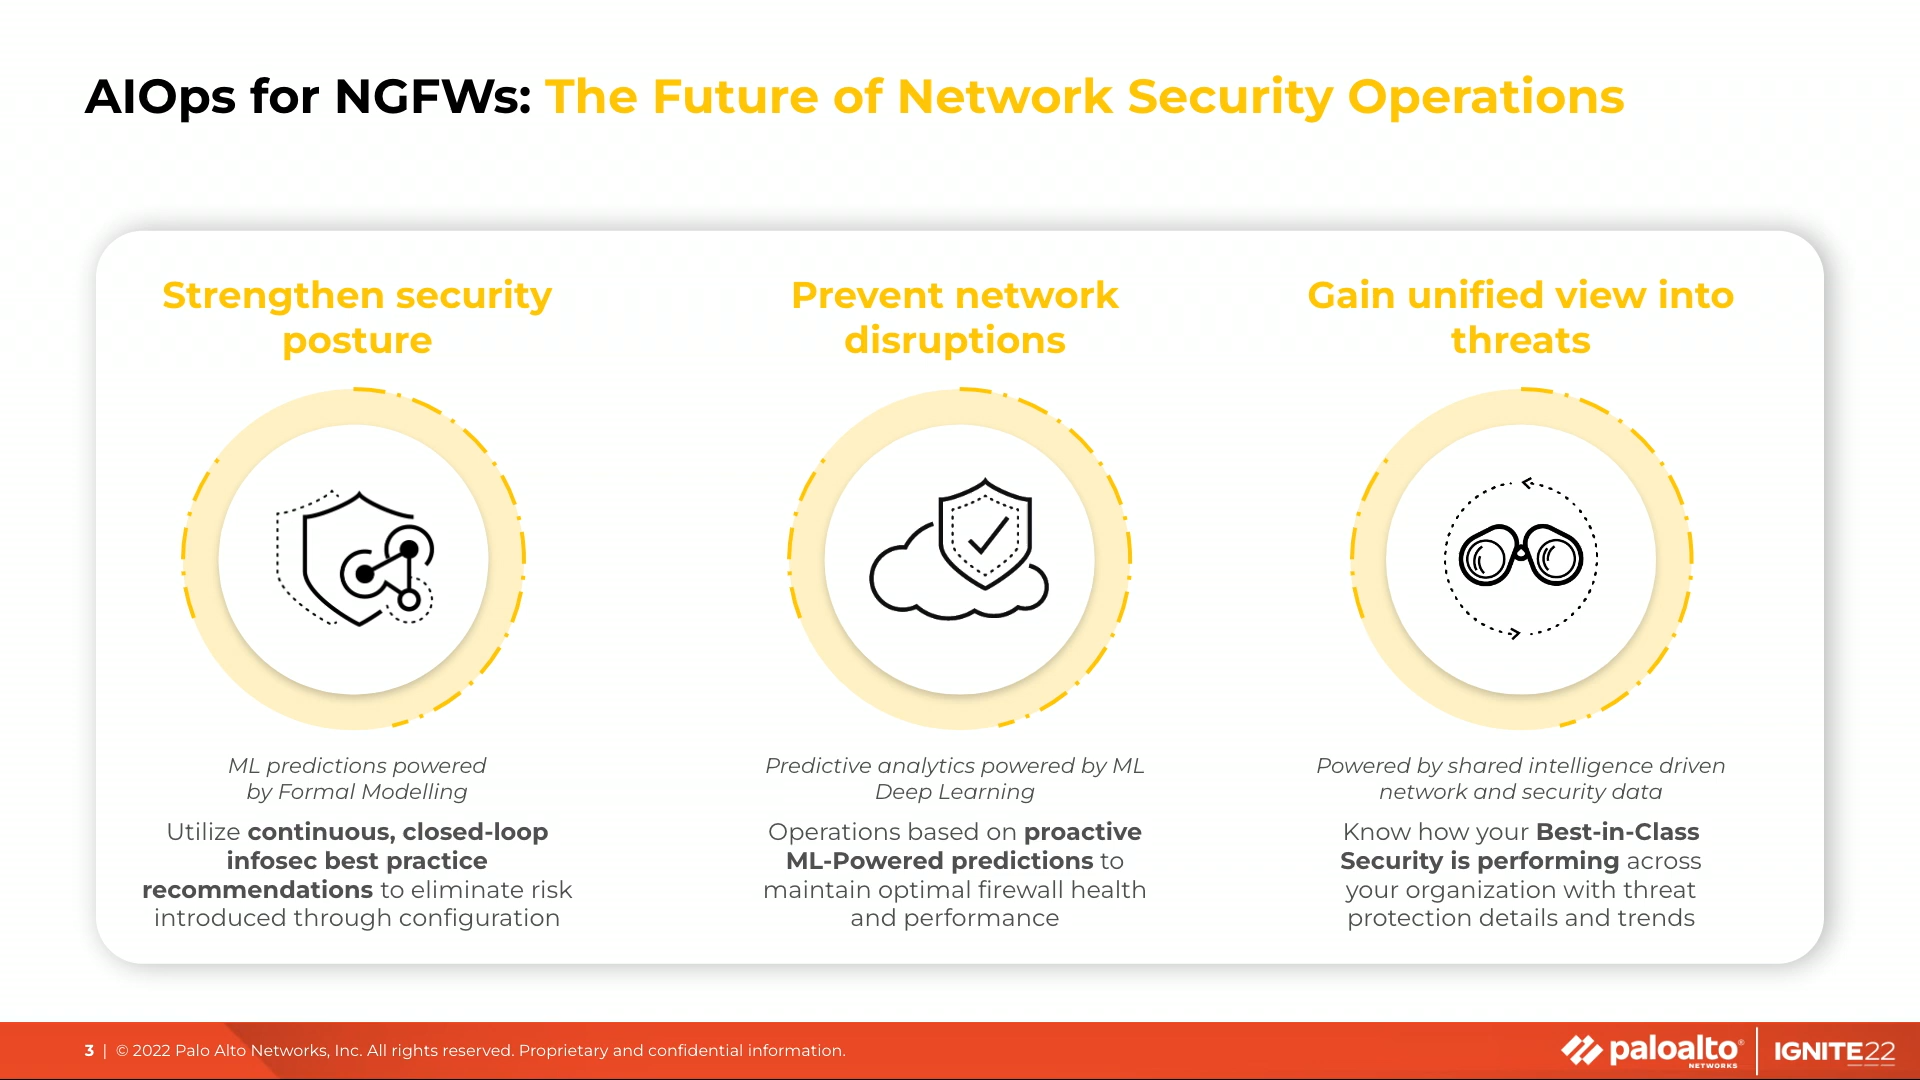 AIOps for NGFWs: The Future of Network Security Operations
Strengthen security
posture
ML predictions powered
by Formal Modelling
Utilize continuous, closed-loop
infosec best practice
recommendations to eliminate risk
introduced through configuration
Prevent network
disruptions
Predictive analytics powered by ML
Deep Learning
Operations based on proactive
ML-Powered predictions to
maintain optimal firewall health
and performance
Gain unified view into
threats
Powered by shared intelligence driven
network and security data
Know how your Best-in-Class
Security is performing across
your organization with threat
protection details and trends
3 | © 2022 Palo Alto Networks, Inc. All rights reserved. Proprietary and confidential information.
paloalto®
NETWORKS
IGNITE22